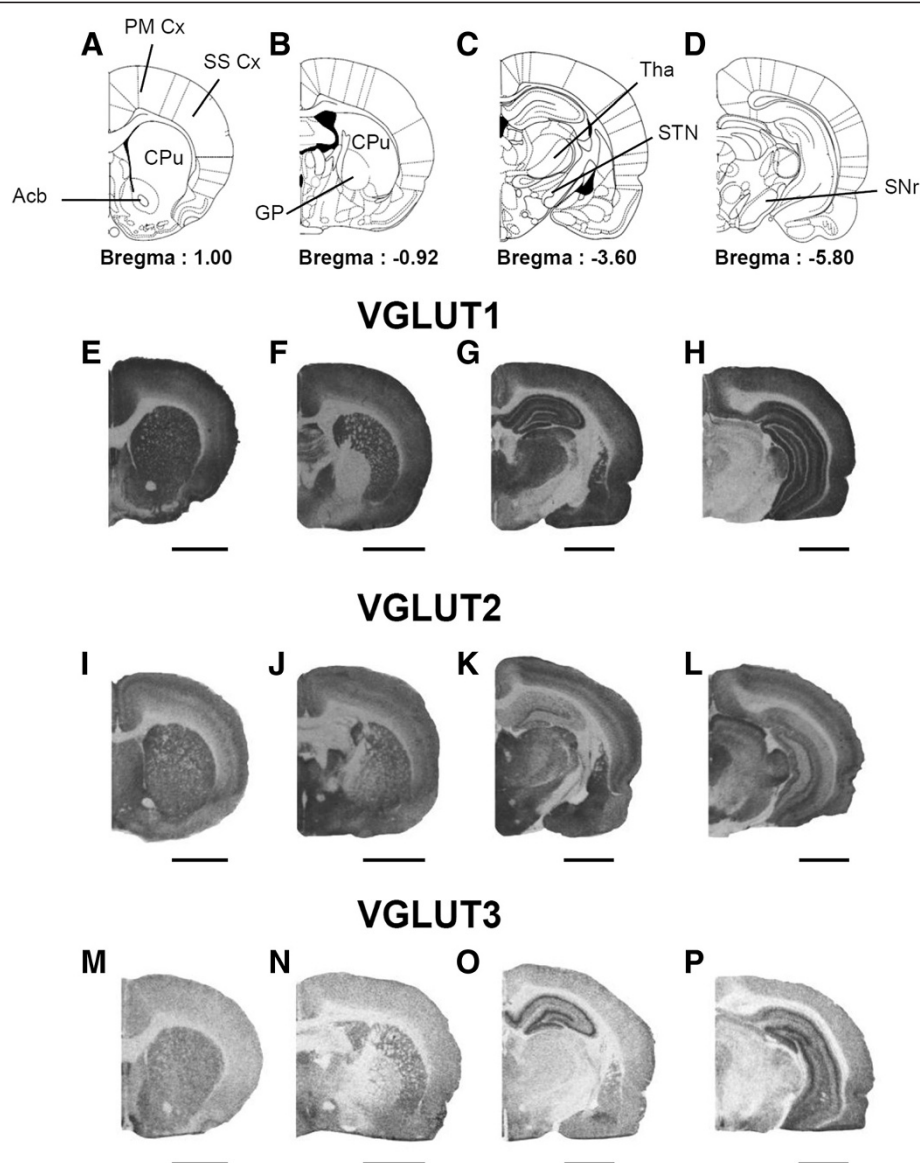 A B C D
PM Cx
SS Cx
CPu
Acb
CPu
GP
Tha
STN
SNr
Bregma : 1.00 Bregma : -0.92 Bregma : -3.60 Bregma : -5.80
VGLUT1
E F G H
VGLUT2
I J K L
VGLUT3
M N O P